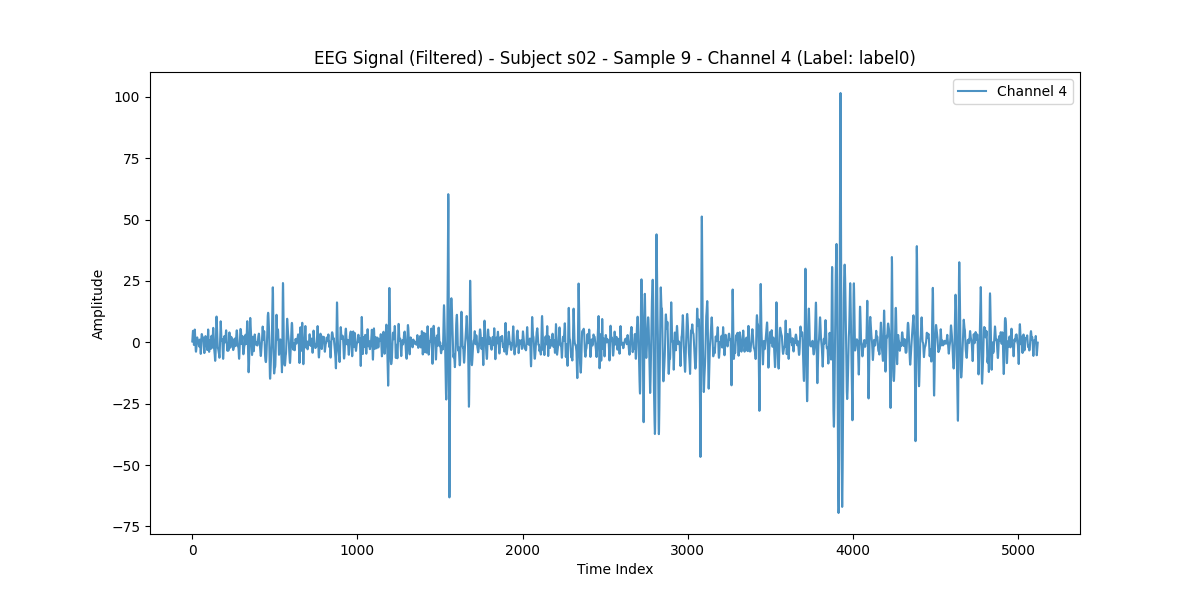 EEG Signal (Filtered) - Subject s02 - Sample 9 - Channel 4 (Label: label0)
Channel 4
100
75
50
25
0
−25
−50
−75
Amplitude
0 1000 2000 3000 4000 5000
Time Index